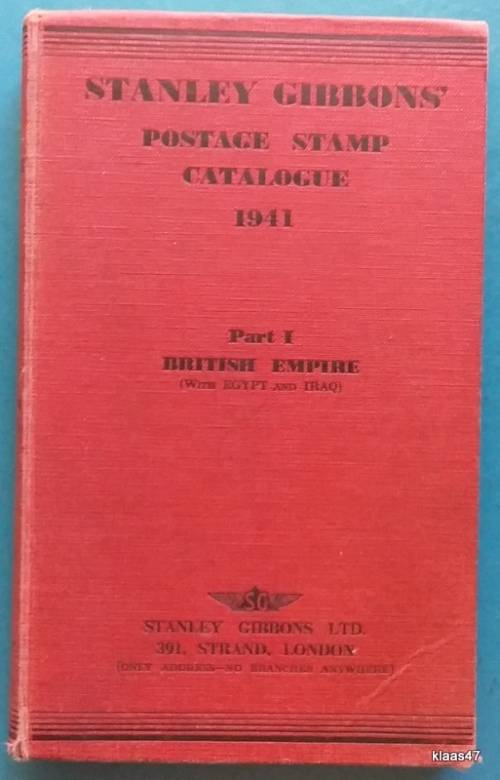 STANLEY GIBBONS'
POSTAGE STAMP
CATALOGUE
1941
Part I
BRITISH EMPIRE
(WITH EGYPT AND IRAQ)
SG
STANLEY GIBBONS LTD.
391, STRAND, LONDON
(ONLY ADDRESS—NO BRANCHES ANYWHERE)
klaas47